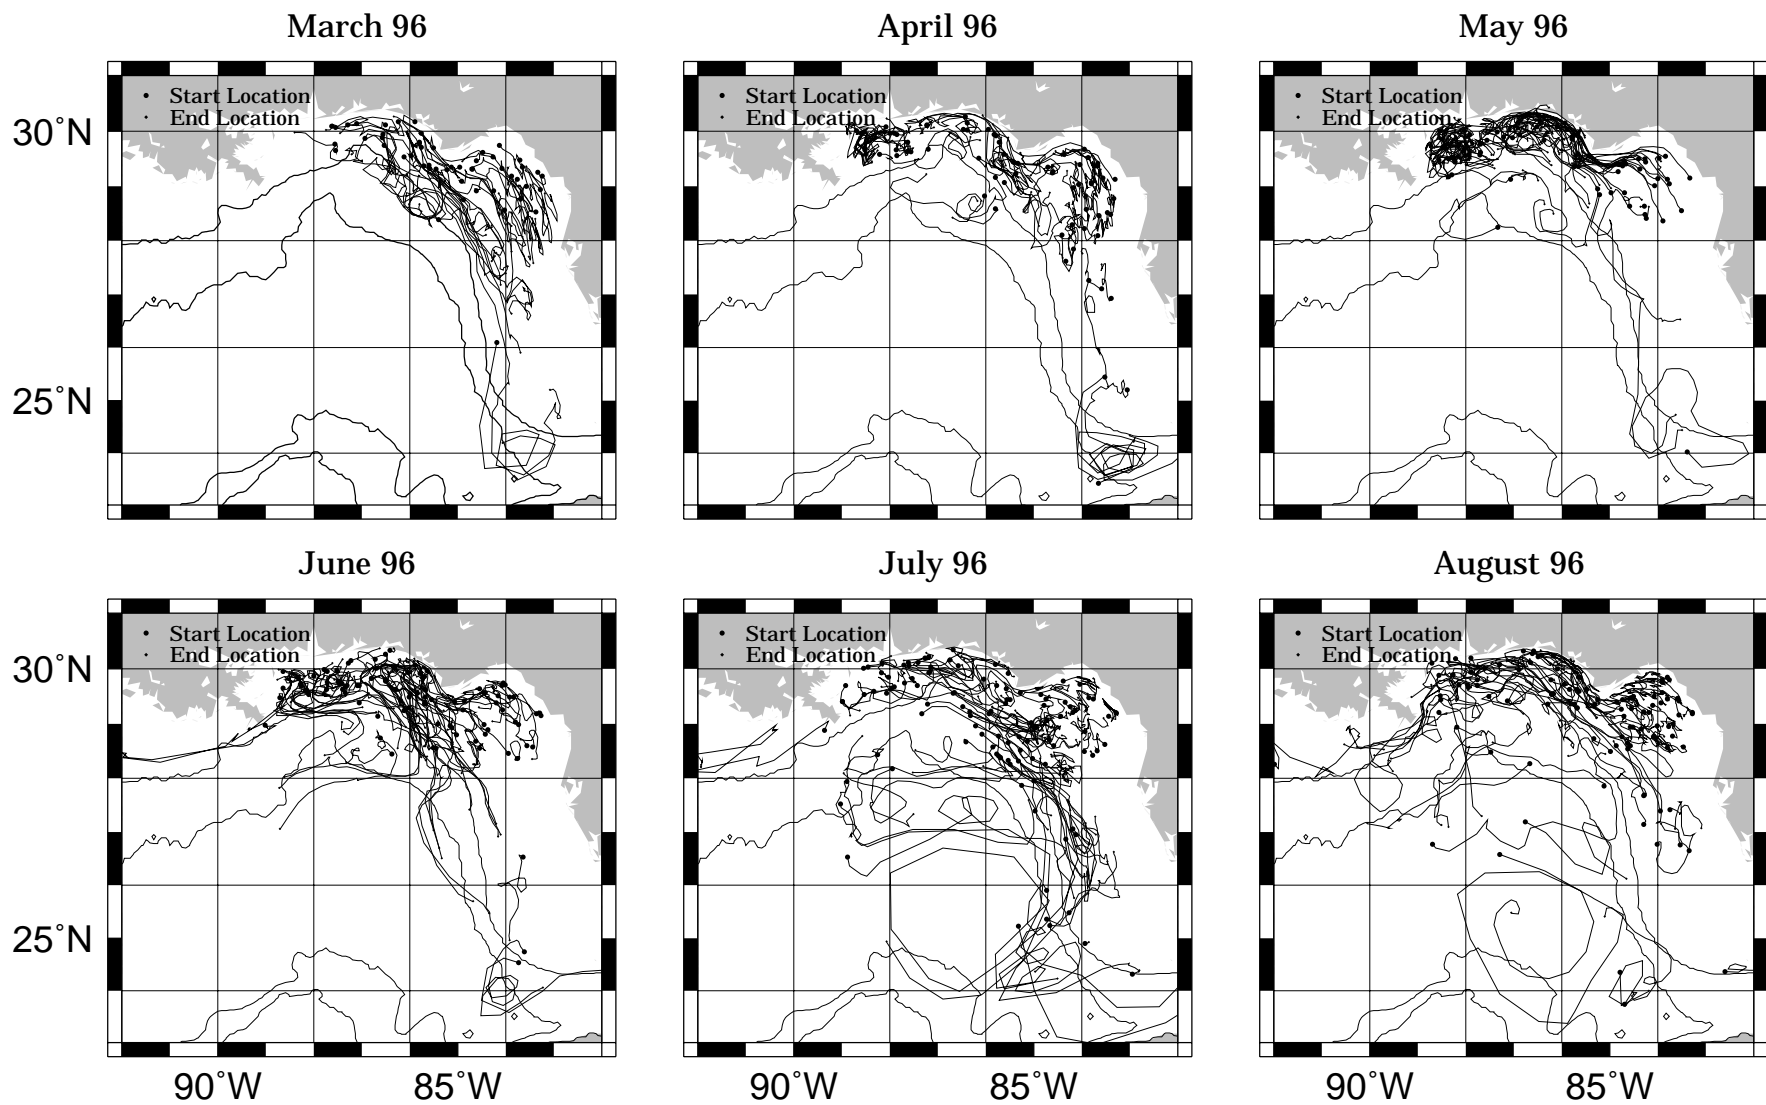 March 96
April 96
May 96
Start Location
End Location
Start Location
End Location
Start Location
End Location
30°N
25°N
June 96
July 96
August 96
Start Location
End Location
Start Location
End Location
Start Location
End Location
30°N
25°N
90°W 85°W 90°W 85°W 90°W 85°W